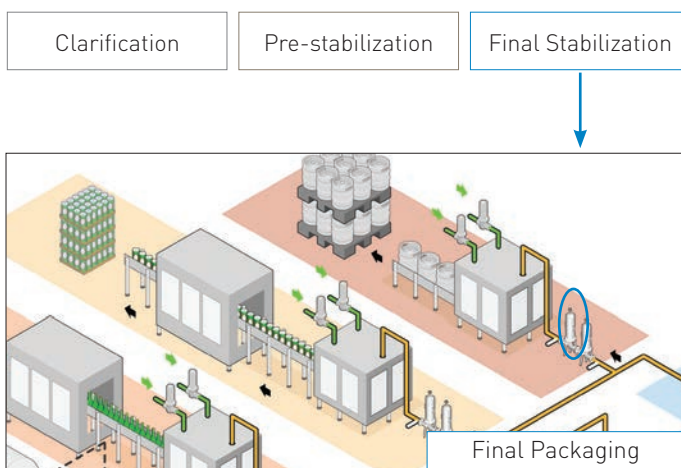 Clarification
Pre-stabilization
Final Stabilization
Final Packaging